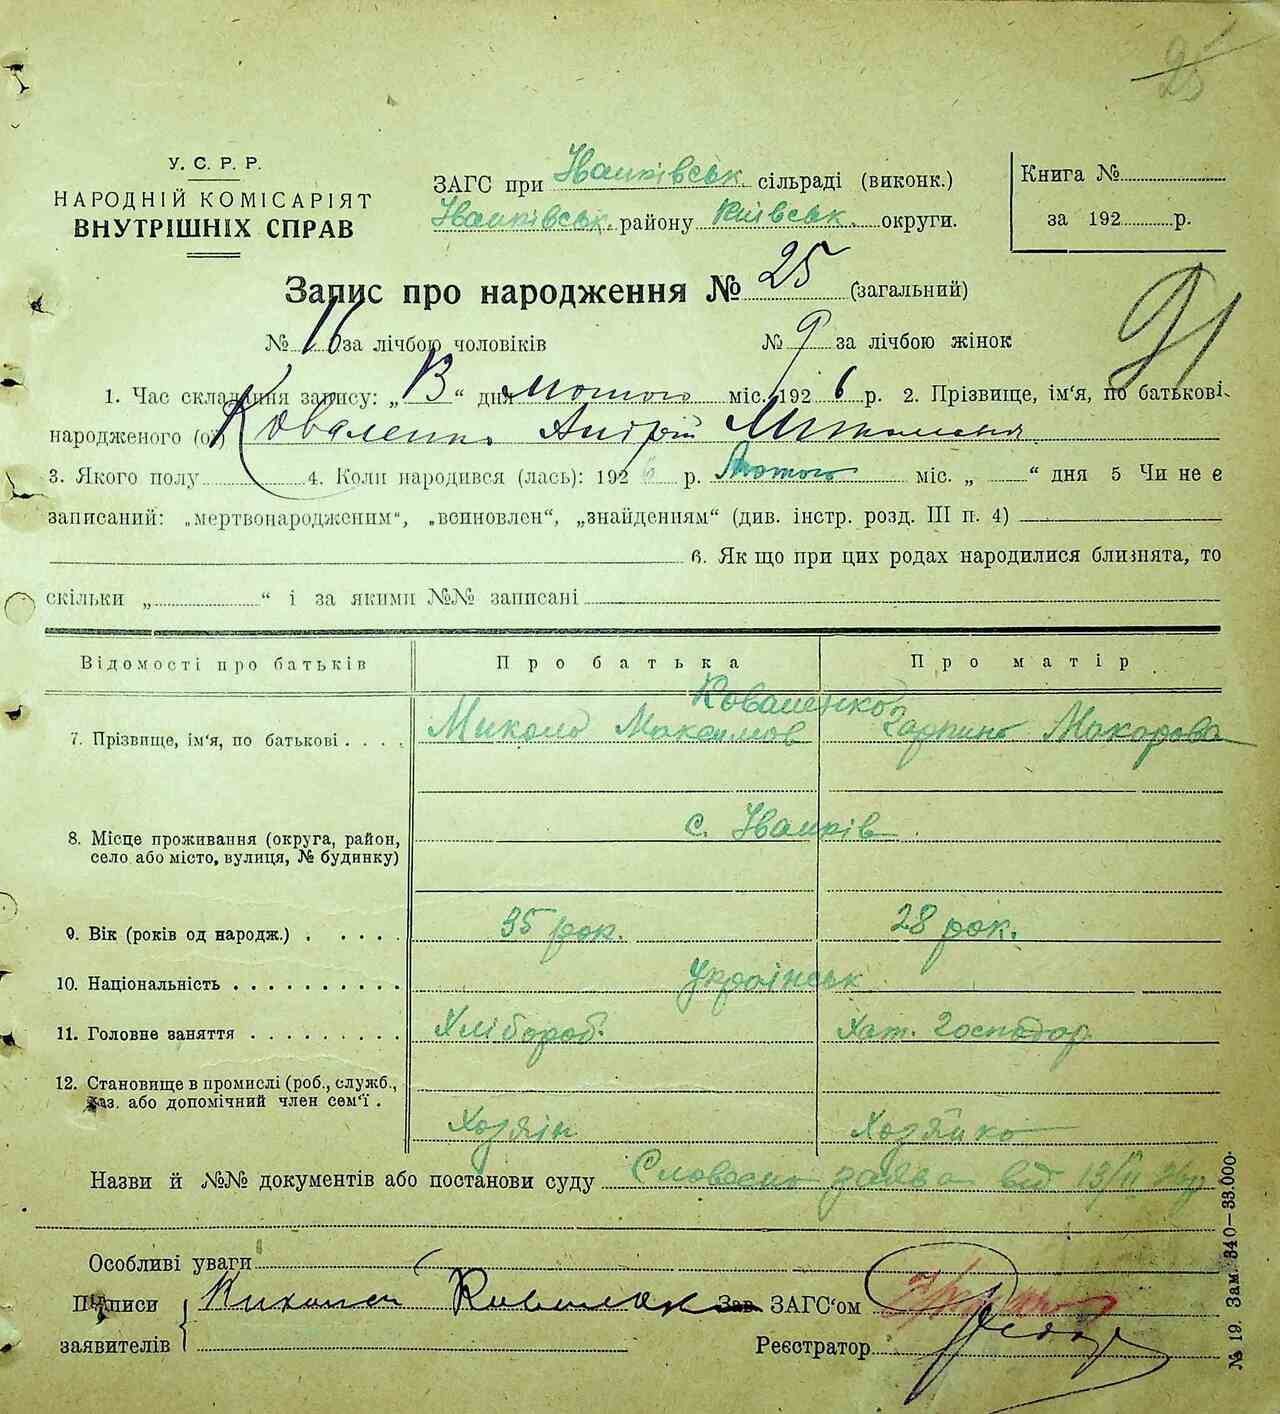 25
У. С. Р. Р.
НАРОДНІЙ КОМІСАРІЯТ
ВНУТРІШНІХ СПРАВ
ЗАГС при Іванківськ сільраді (виконк.)
Іванківськ. району Київськ. округи.
Книга №
за 192 р.
Запис про народження № 25 (загальний)
№ 16 за лічбою чоловіків № 9 за лічбою жінок
91
1. Час складання запису: „13“ дня лютого міс. 1926 р. 2. Прізвище, ім‘я, по батькові
народженого (ої) Коваленко Андрій Миколаєв
3. Якого полу 4. Коли народився (лась): 1926 р. Лютого міс. „ “ дня 5 Чи не є
записаний: „мертвонародженим“, „всиновлен“, „знайденням“ (див. інстр. розд. III п. 4)
6. Як що при цих родах народилися близнята, то
скільки „ “ і за якими №№ записані
Відомості про батьків Про батька Про матір
Коваленко
7. Прізвище, ім‘я, по батькові Микола Максимов Гарпина Макарова
8. Місце проживання (округа, район,
село або місто, вулиця, № будинку) с. Іванків
9. Вік (років од народж.) 35 рок. 28 рок.
10. Національність Українськ
11. Головне заняття Хлібороб. Хат. Господар
12. Становище в промислі (роб., служб.,
газ. або допомічний член сем‘ї.
Хозяїн Хозяйка
Назви й №№ документів або постанови суду Словесна заява від 13/II 26 р
Особливі уваги
Підписи
заявителів
Зав ЗАГС‘ом
Реєстратор
№ 19. Зам. 340—33.000.